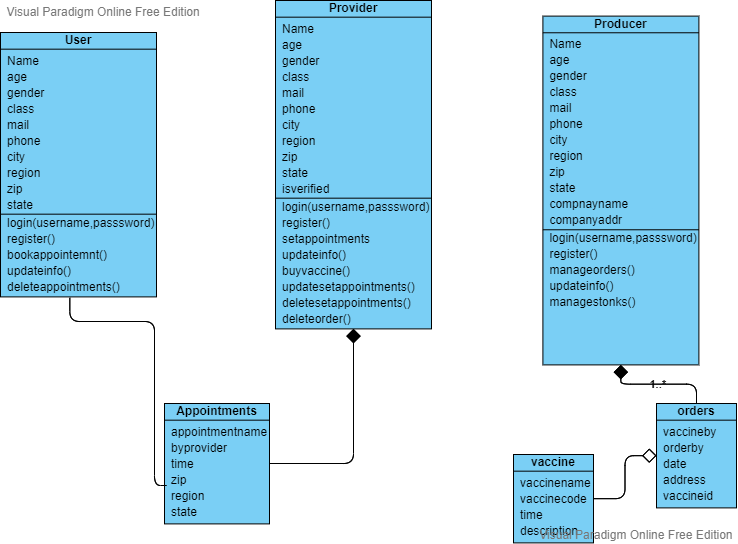 Visual Paradigm Online Free Edition
User
Name
age
gender
class
mail
phone
city
region
zip
state
login(username,passsword)
register()
bookappointemnt()
updateinfo()
deleteappointments()
Provider
Name
age
gender
class
mail
phone
city
region
zip
state
isverified
login(username,passsword)
register()
setappointments
updateinfo()
buyvaccine()
updatesetappointments()
deletesetappointments()
deleteorder()
Producer
Name
age
gender
class
mail
phone
city
region
zip
state
compnayname
companyaddr
login(username,passsword)
register()
manageorders()
updateinfo()
managestonks()
1..*
Appointments
appointmentname
byprovider
time
zip
region
state
orders
vaccineby
orderby
date
address
vaccineid
vaccine
vaccinename
vaccinecode
time
description
Visual Paradigm Online Free Edition